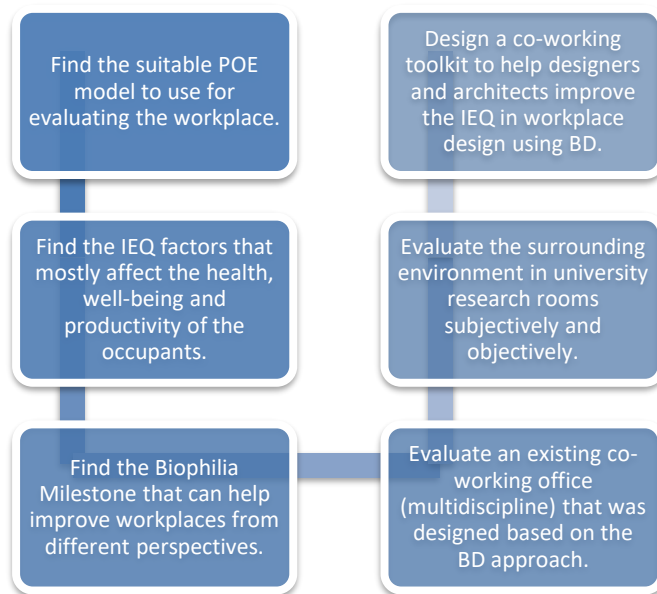 Find the suitable POE
model to use for
evaluating the workplace.
Find the IEQ factors that
mostly affect the health,
well-being and
productivity of the
occupants.
Find the Biophilia
Milestone that can help
improve workplaces from
different perspectives.
Evaluate an existing co-
working office
(multidiscipline) that was
designed based on the
BD approach.
Evaluate the surrounding
environment in university
research rooms
subjectively and
objectively.
Design a co-working
toolkit to help designers
and architects improve
the IEQ in workplace
design using BD.